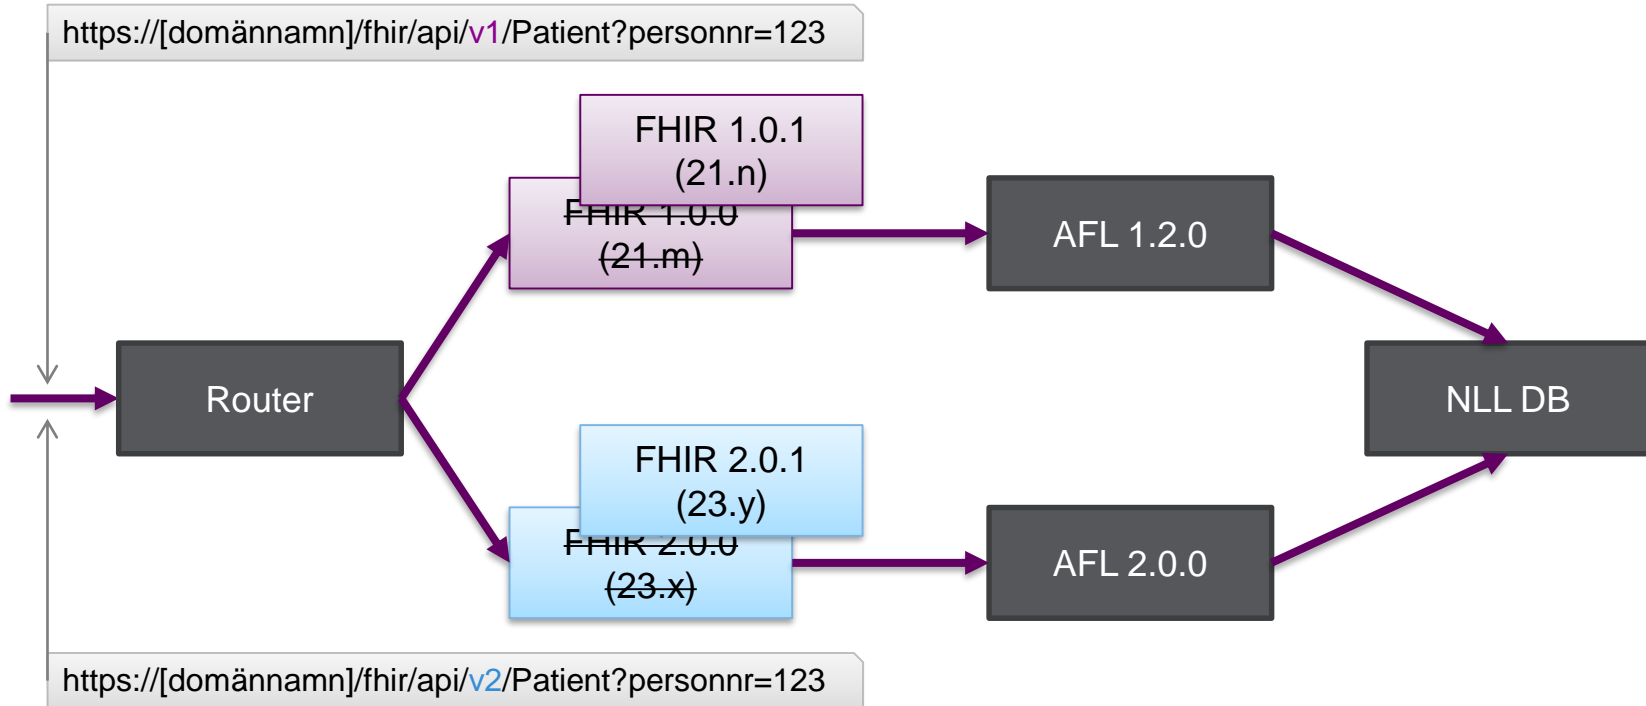 https://[domännamn]/fhir/api/v1/Patient?personnr=123
FHIR 1.0.1
(21.n)
FHIR 1.0.0
(21.m)
AFL 1.2.0
Router
NLL DB
FHIR 2.0.1
(23.y)
FHIR 2.0.0
(23.x)
AFL 2.0.0
https://[domännamn]/fhir/api/v2/Patient?personnr=123